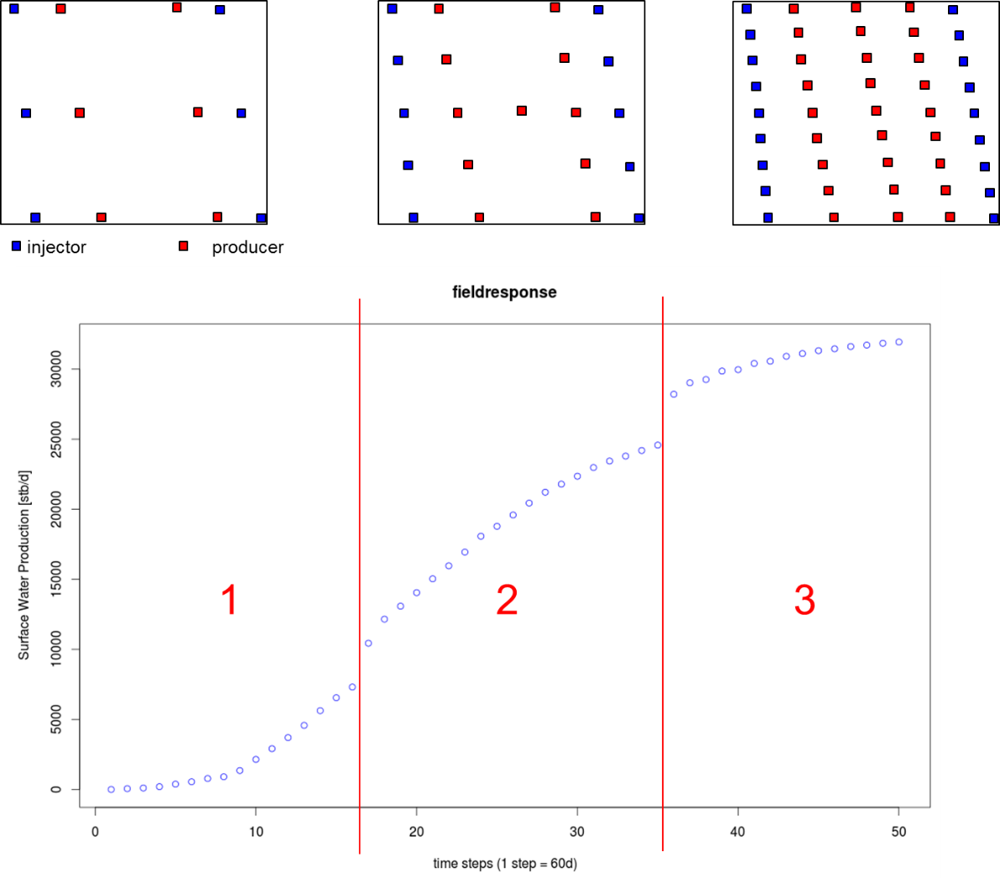 injector producer
fieldresponse
Surface Water Production [stb/d]
30000
25000
20000
15000
10000
5000
0
1 2 3
0 10 20 30 40 50
time steps (1 step = 60d)